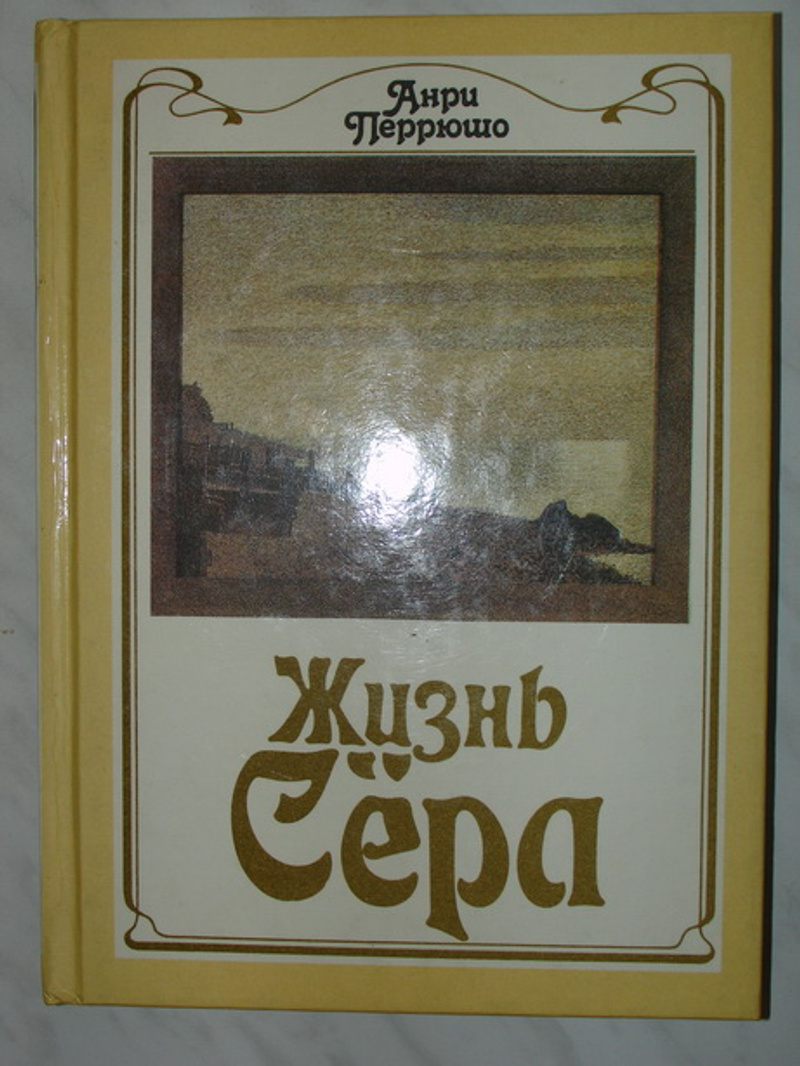 Анри
Перрюшо
Жизнь
Сёра